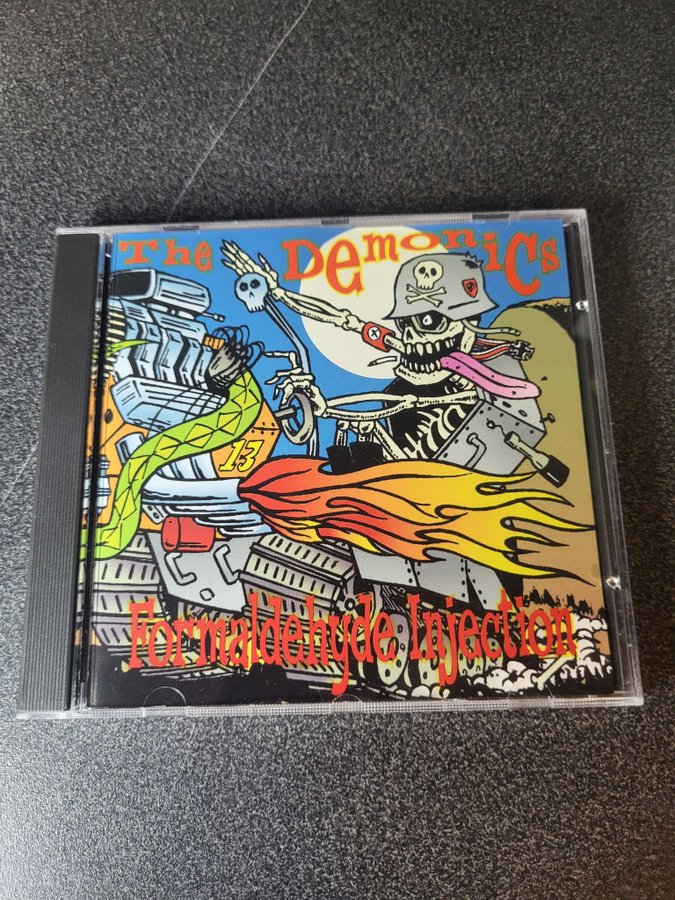 The Demonics
13
Formaldehyde Injection